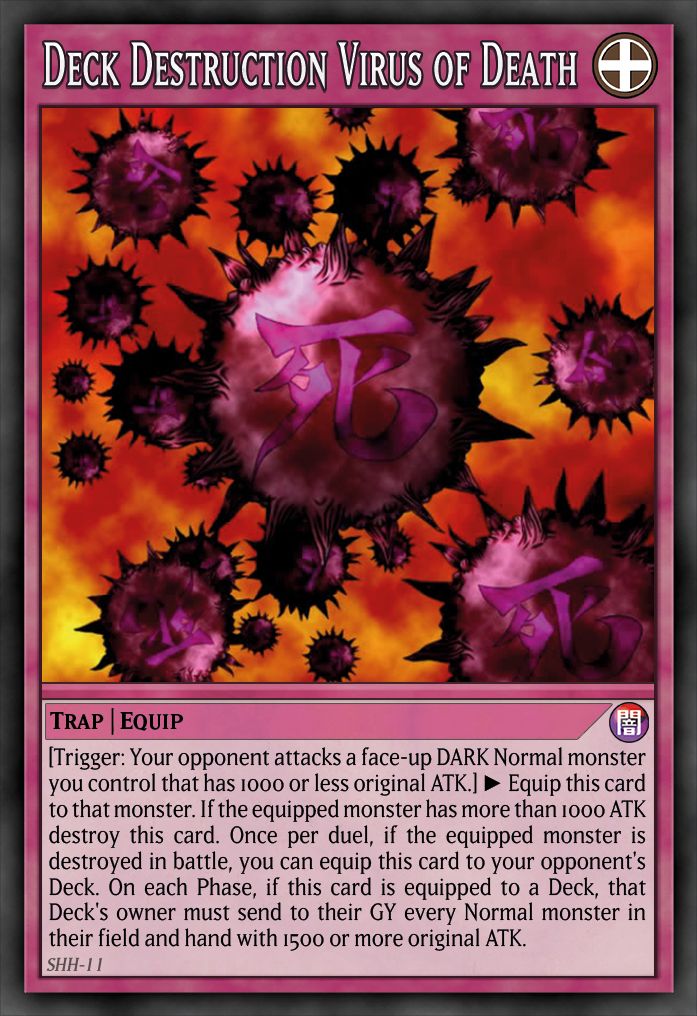 Deck Destruction Virus of Death
死
死
死
Trap | Equip
闇
[Trigger: Your opponent attacks a face-up DARK Normal monster
you control that has 1000 or less original ATK.] ► Equip this card
to that monster. If the equipped monster has more than 1000 ATK
destroy this card. Once per duel, if the equipped monster is
destroyed in battle, you can equip this card to your opponent's
Deck. On each Phase, if this card is equipped to a Deck, that
Deck's owner must send to their GY every Normal monster in
their field and hand with 1500 or more original ATK.
SHH-11